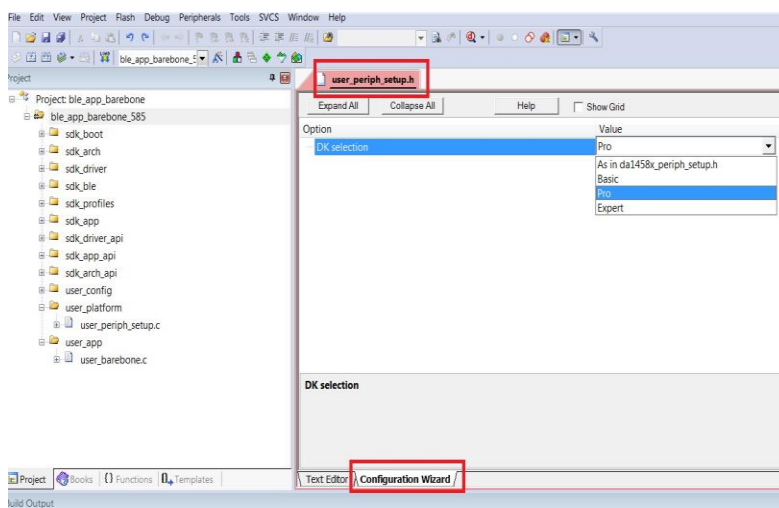 File Edit View Project Flash Debug Peripherals Tools SVCS Window Help
ble_app_barebone_5
Project
Project: ble_app_barebone
ble_app_barebone_585
sdk_boot
sdk_arch
sdk_driver
sdk_ble
sdk_profiles
sdk_app
sdk_driver_api
sdk_app_api
sdk_arch_api
user_config
user_platform
user_periph_setup.c
user_app
user_barebone.c
Project Books {} Functions Templates
user_periph_setup.h
Expand All Collapse All Help Show Grid
Option Value
DK selection Pro
As in da1458x_periph_setup.h
Basic
Pro
Expert
DK selection
Text Editor Configuration Wizard
Build Output